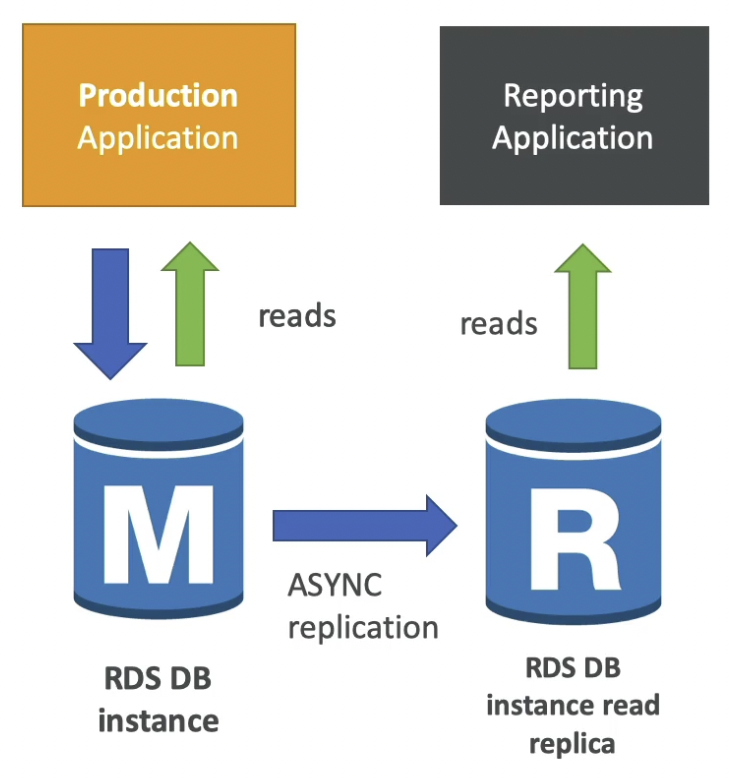 Production
Application
Reporting
Application
reads
reads
M
R
ASYNC
replication
RDS DB
instance
RDS DB
instance read
replica